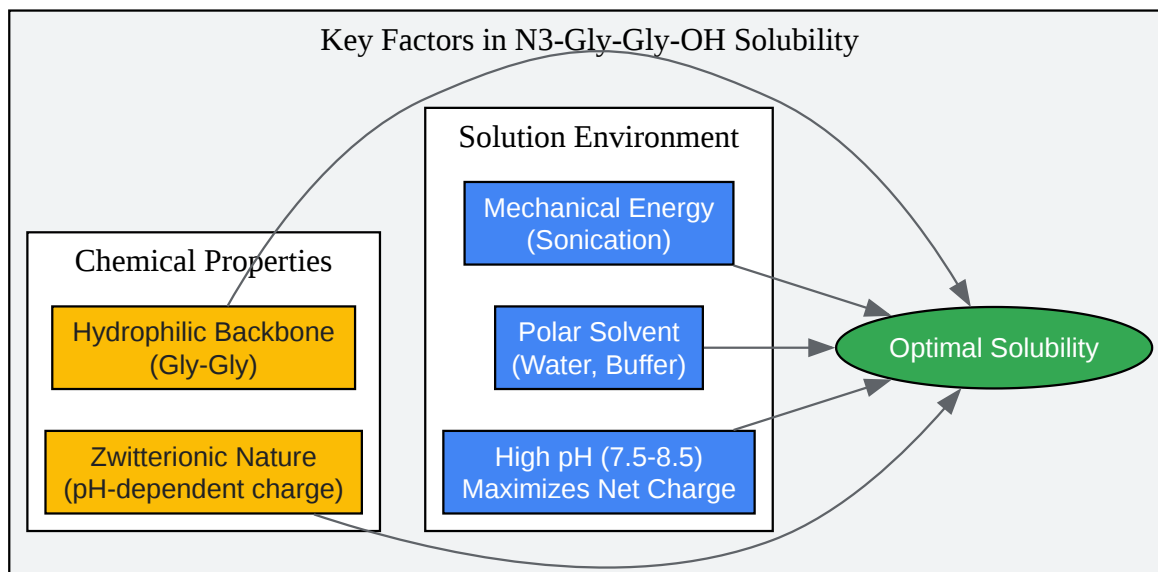 Key Factors in N3-Gly-Gly-OH Solubility
Solution Environment
Mechanical Energy
(Sonication)
Chemical Properties
Hydrophilic Backbone
(Gly-Gly)
Polar Solvent
(Water, Buffer)
Optimal Solubility
Zwitterionic Nature
(pH-dependent charge)
High pH (7.5-8.5)
Maximizes Net Charge